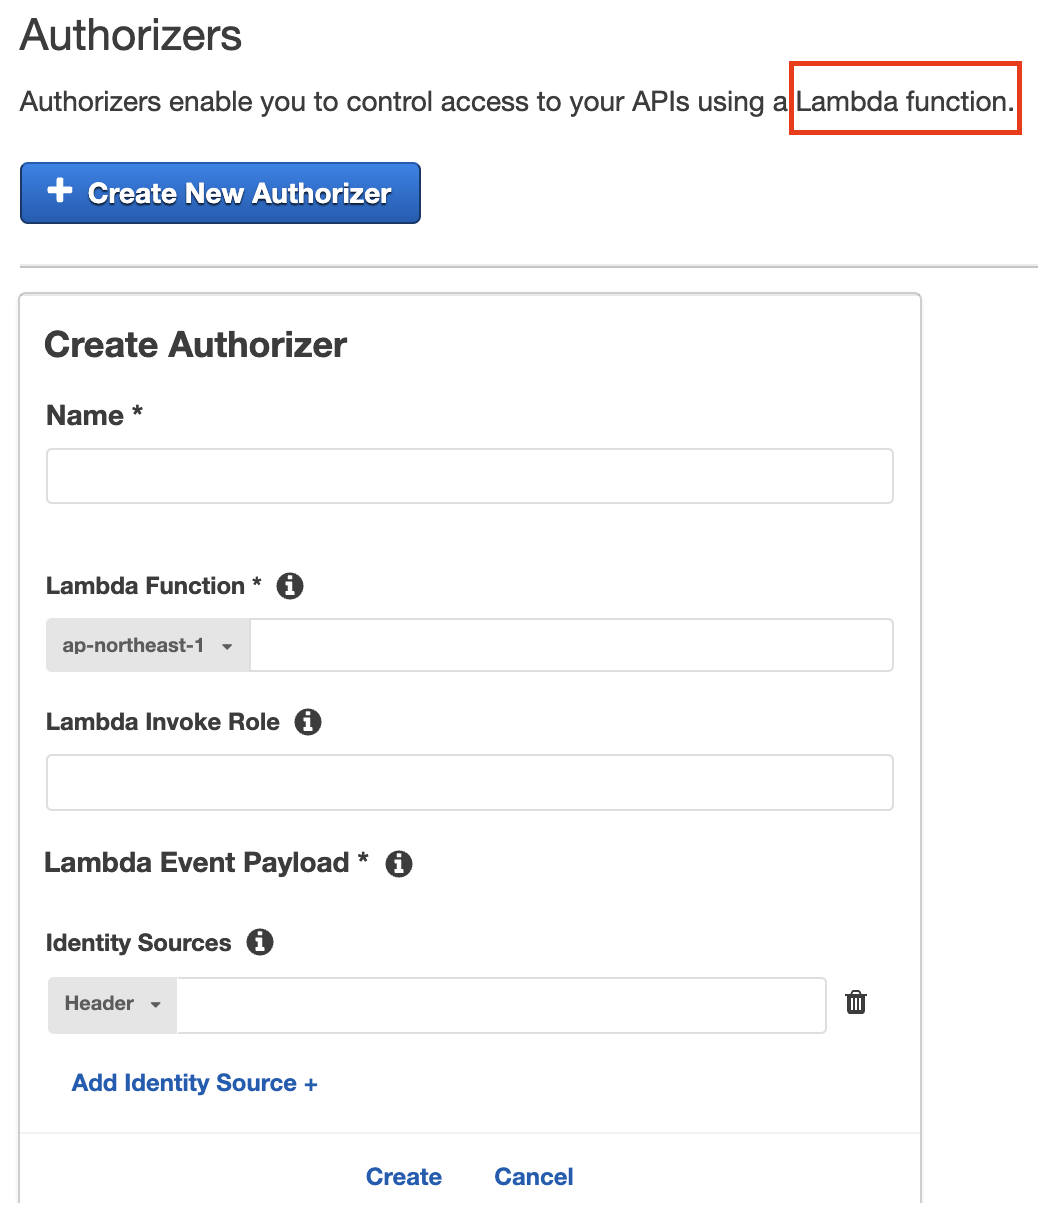 Authorizers
Authorizers enable you to control access to your APIs using a Lambda function.
Create New Authorizer
Create Authorizer
Name *
Lambda Function *
ap-northeast-1
Lambda Invoke Role
Lambda Event Payload *
Identity Sources
Header
Add Identity Source +
Create Cancel